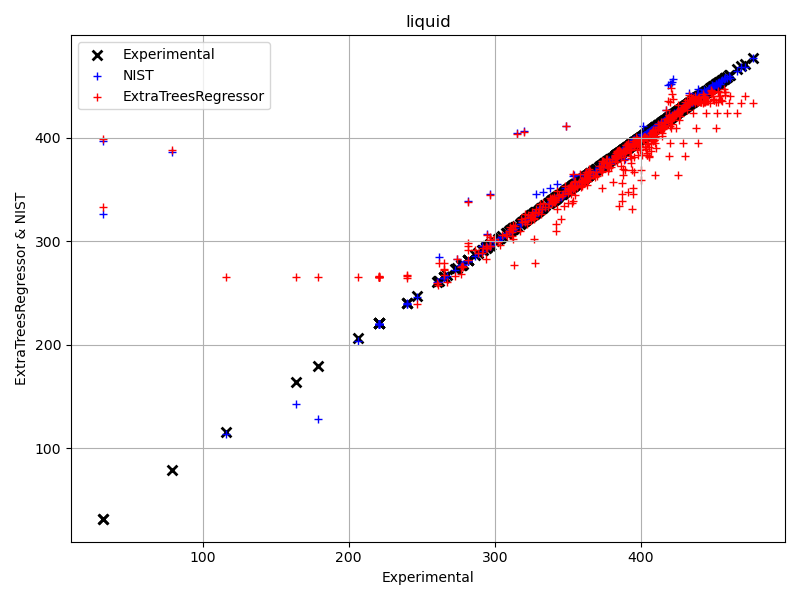 liquid
Experimental
NIST
ExtraTreesRegressor
ExtraTreesRegressor & NIST
400
300
200
100
100
200
300
400
Experimental